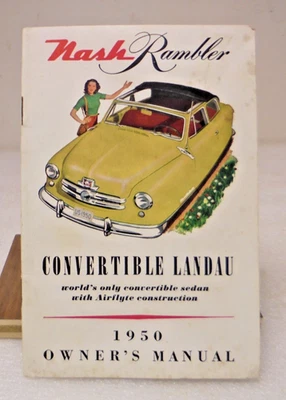 Nash Rambler
CONVERTIBLE LANDAU
world's only convertible sedan
with Airflyte construction
1950
OWNER'S MANUAL